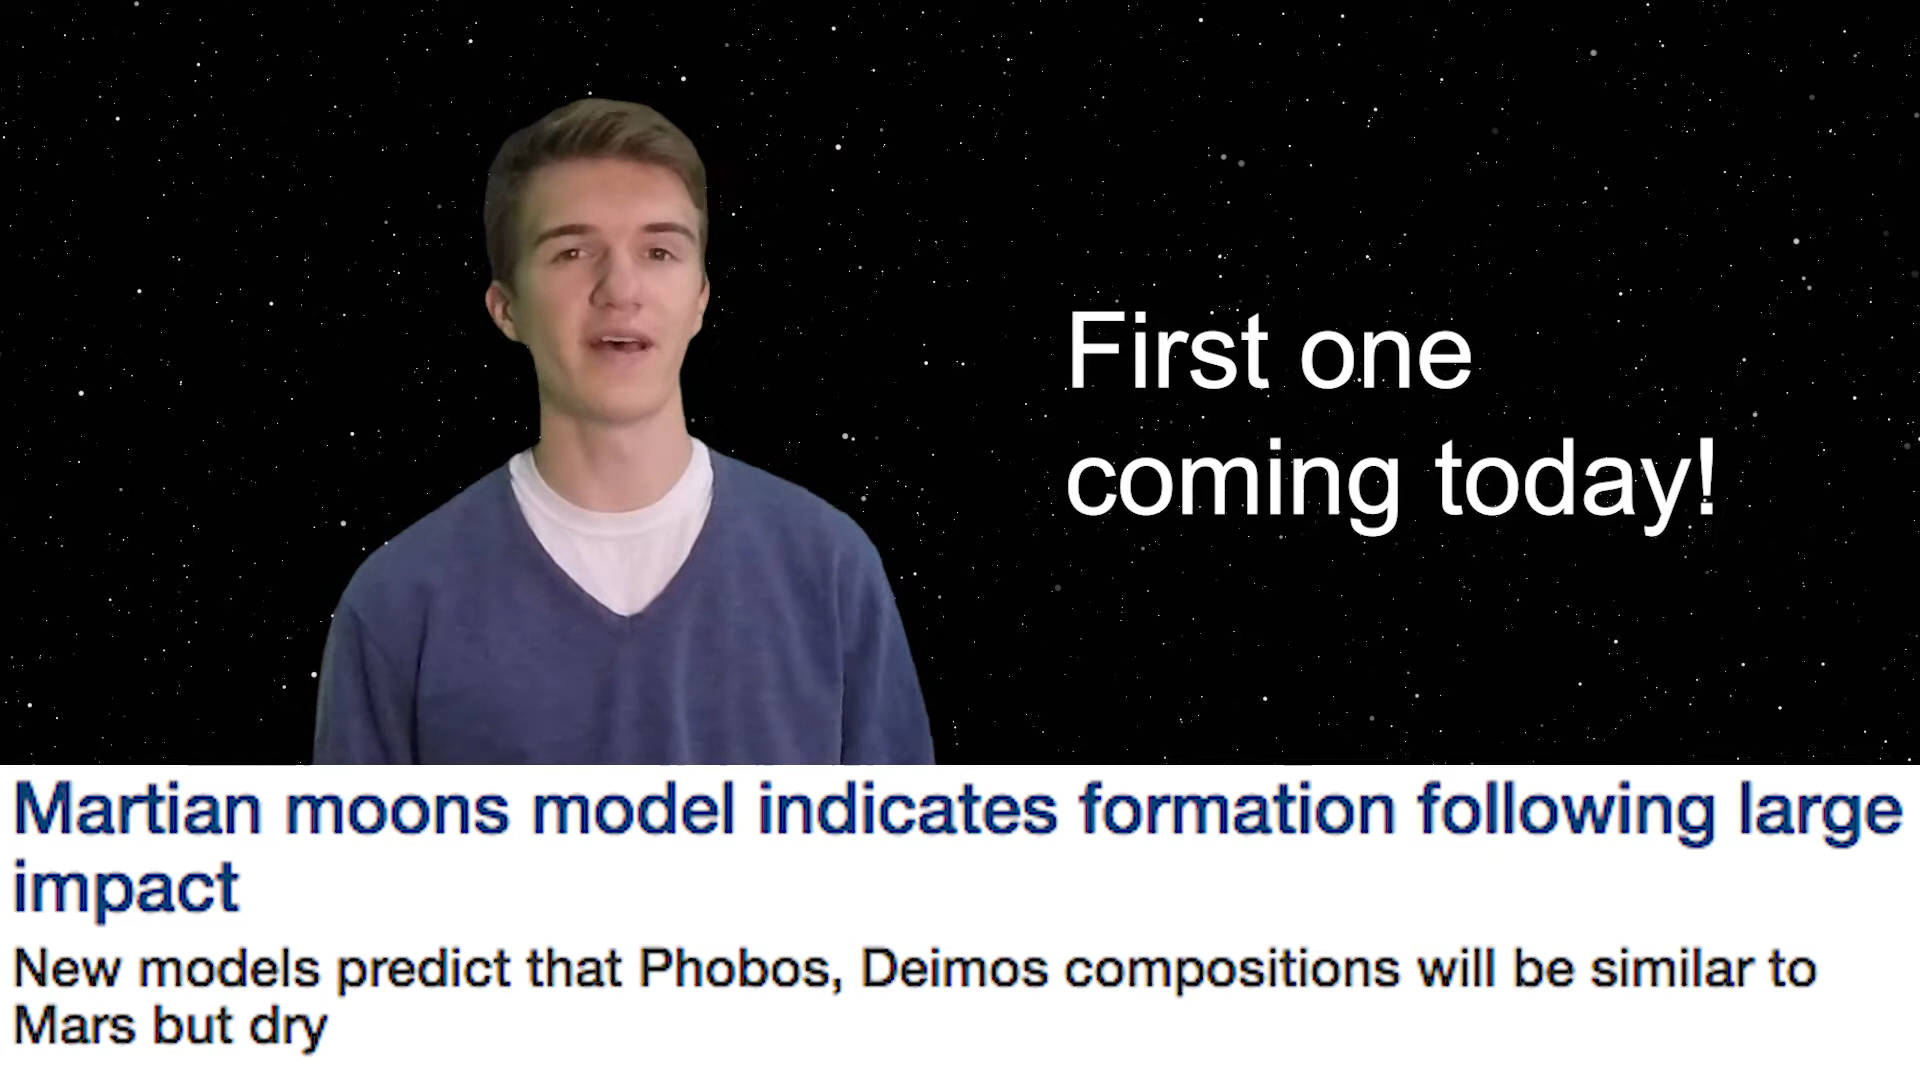 First one
coming today!
Martian moons model indicates formation following large
impact
New models predict that Phobos, Deimos compositions will be similar to
Mars but dry